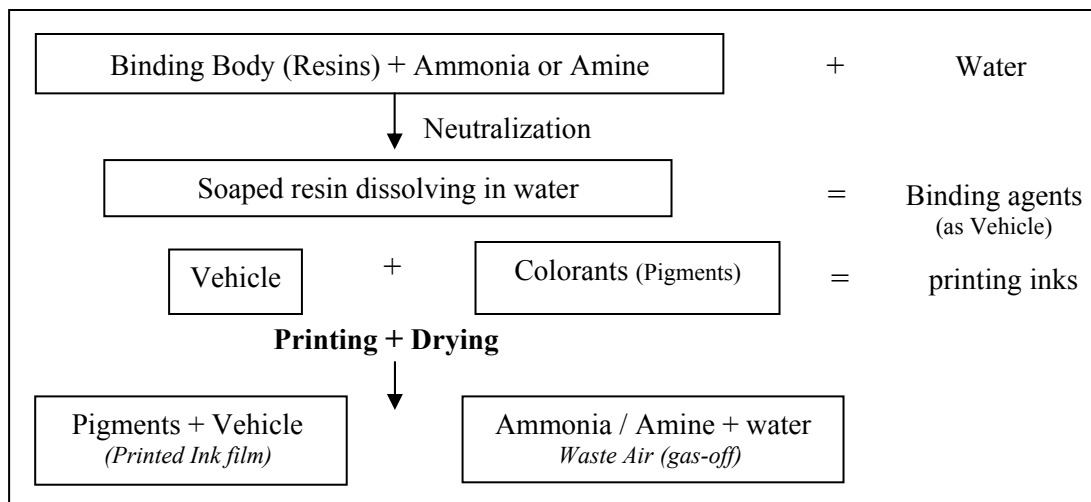 Binding Body (Resins) + Ammonia or Amine + Water
Neutralization
Soaped resin dissolving in water = Binding agents
(as Vehicle)
Vehicle + Colorants (Pigments) = printing inks
Printing + Drying
Pigments + Vehicle Ammonia / Amine + water
(Printed Ink film) Waste Air (gas-off)